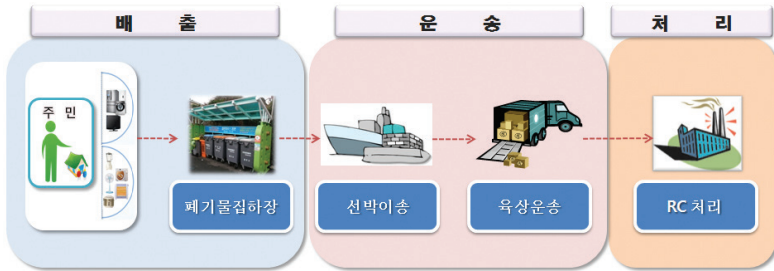 배 출
운 송
처 리
주 민
폐기물집하장
선박이송
육상운송
RC 처리